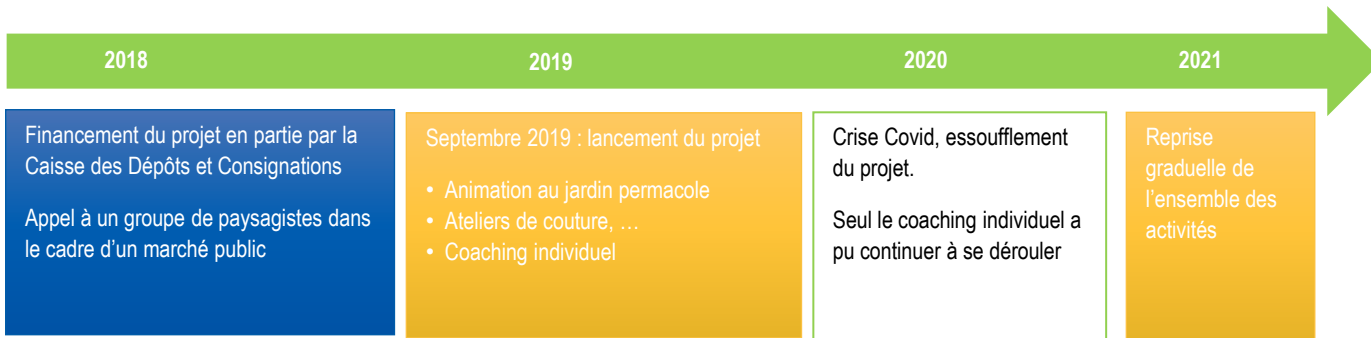 2018
2019
2020
2021
Financement du projet en partie par la
Caisse des Dépôts et Consignations
Appel à un groupe de paysagistes dans
le cadre d’un marché public
Septembre 2019 : lancement du projet
• Animation au jardin permacole
• Ateliers de couture, …
• Coaching individuel
Crise Covid, essoufflement
du projet.
Seul le coaching individuel a
pu continuer à se dérouler
Reprise
graduelle de
l’ensemble des
activités